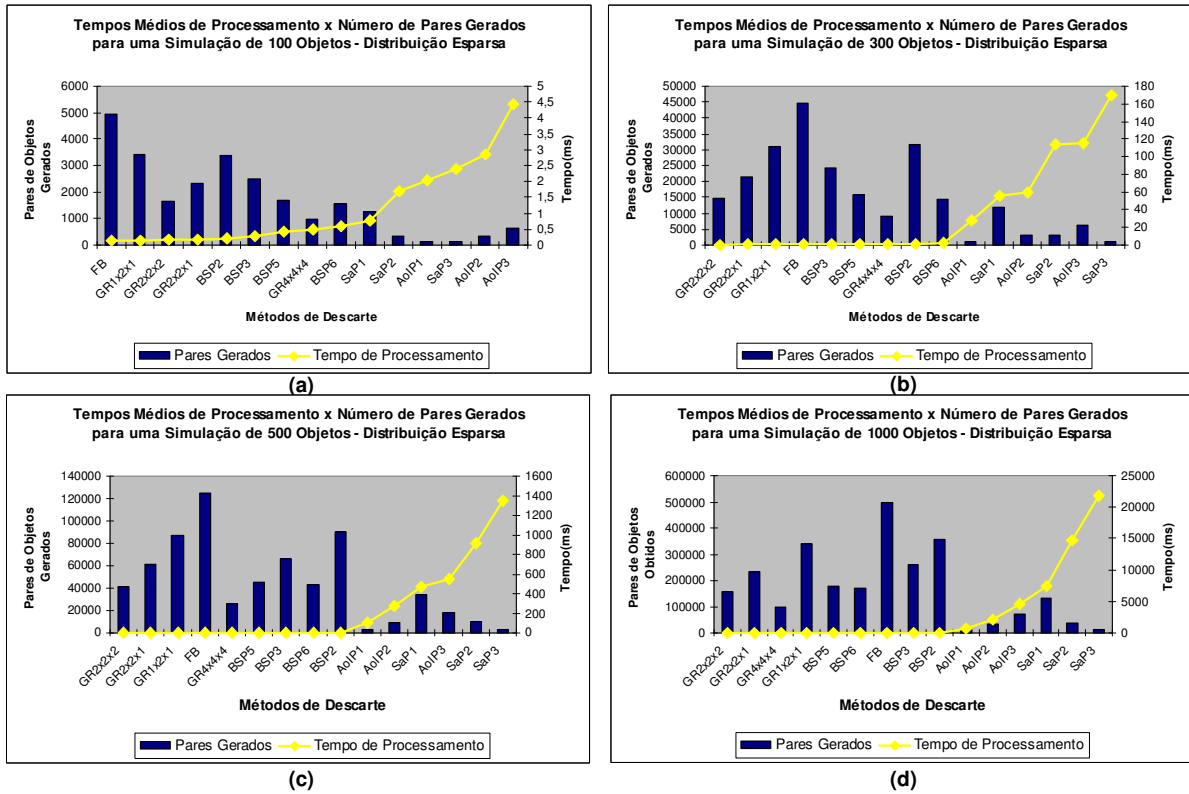 Tempos Médios de Processamento x Número de Pares Gerados
para uma Simulação de 100 Objetos - Distribuição Esparsa
6000
5000
4000
3000
2000
1000
0
Pares de Objetos
Gerados
5
4,5
4
3,5
3
2,5
2
1,5
1
0,5
0
Tempo(ms)
FB
GR1x2x1
GR2x2x2
GR2x2x1
BSP2
BSP3
BSP5
GR4x4x4
BSP6
SaP1
SaP2
AoIP1
SaP3
AoIP2
AoIP3
Métodos de Descarte
Pares Gerados
Tempo de Processamento
(a)
Tempos Médios de Processamento x Número de Pares Gerados
para uma Simulação de 300 Objetos - Distribuição Esparsa
50000
45000
40000
35000
30000
25000
20000
15000
10000
5000
0
Pares de Objetos
Gerados
180
160
140
120
100
80
60
40
20
0
Tempo(ms)
GR2x2x2
GR2x2x1
GR1x2x1
FB
BSP3
BSP5
GR4x4x4
BSP2
BSP6
AoIP1
SaP1
AoIP2
SaP2
AoIP3
SaP3
Métodos de Descarte
Pares Gerados
Tempo de Processamento
(b)
Tempos Médios de Processamento x Número de Pares Gerados
para uma Simulação de 500 Objetos - Distribuição Esparsa
140000
120000
100000
80000
60000
40000
20000
0
Pares de Objetos
Gerados
1600
1400
1200
1000
800
600
400
200
0
Tempo(ms)
GR2x2x2
GR2x2x1
GR1x2x1
FB
GR4x4x4
BSP5
BSP3
BSP6
BSP2
AoIP1
AoIP2
SaP1
AoIP3
SaP2
SaP3
Métodos de Descarte
Pares Gerados
Tempo de Processamento
(c)
Tempos Médios de Processamento x Número de Pares Gerados
para uma Simulação de 1000 Objetos - Distribuição Esparsa
600000
500000
400000
300000
200000
100000
0
Pares de Objetos
Obtidos
25000
20000
15000
10000
5000
0
Tempo(ms)
GR2x2x2
GR2x2x1
GR4x4x4
GR1x2x1
BSP5
BSP6
FB
BSP3
BSP2
AoIP1
AoIP2
AoIP3
SaP1
SaP2
SaP3
Métodos de Descarte
Pares Gerados
Tempo de Processamento
(d)